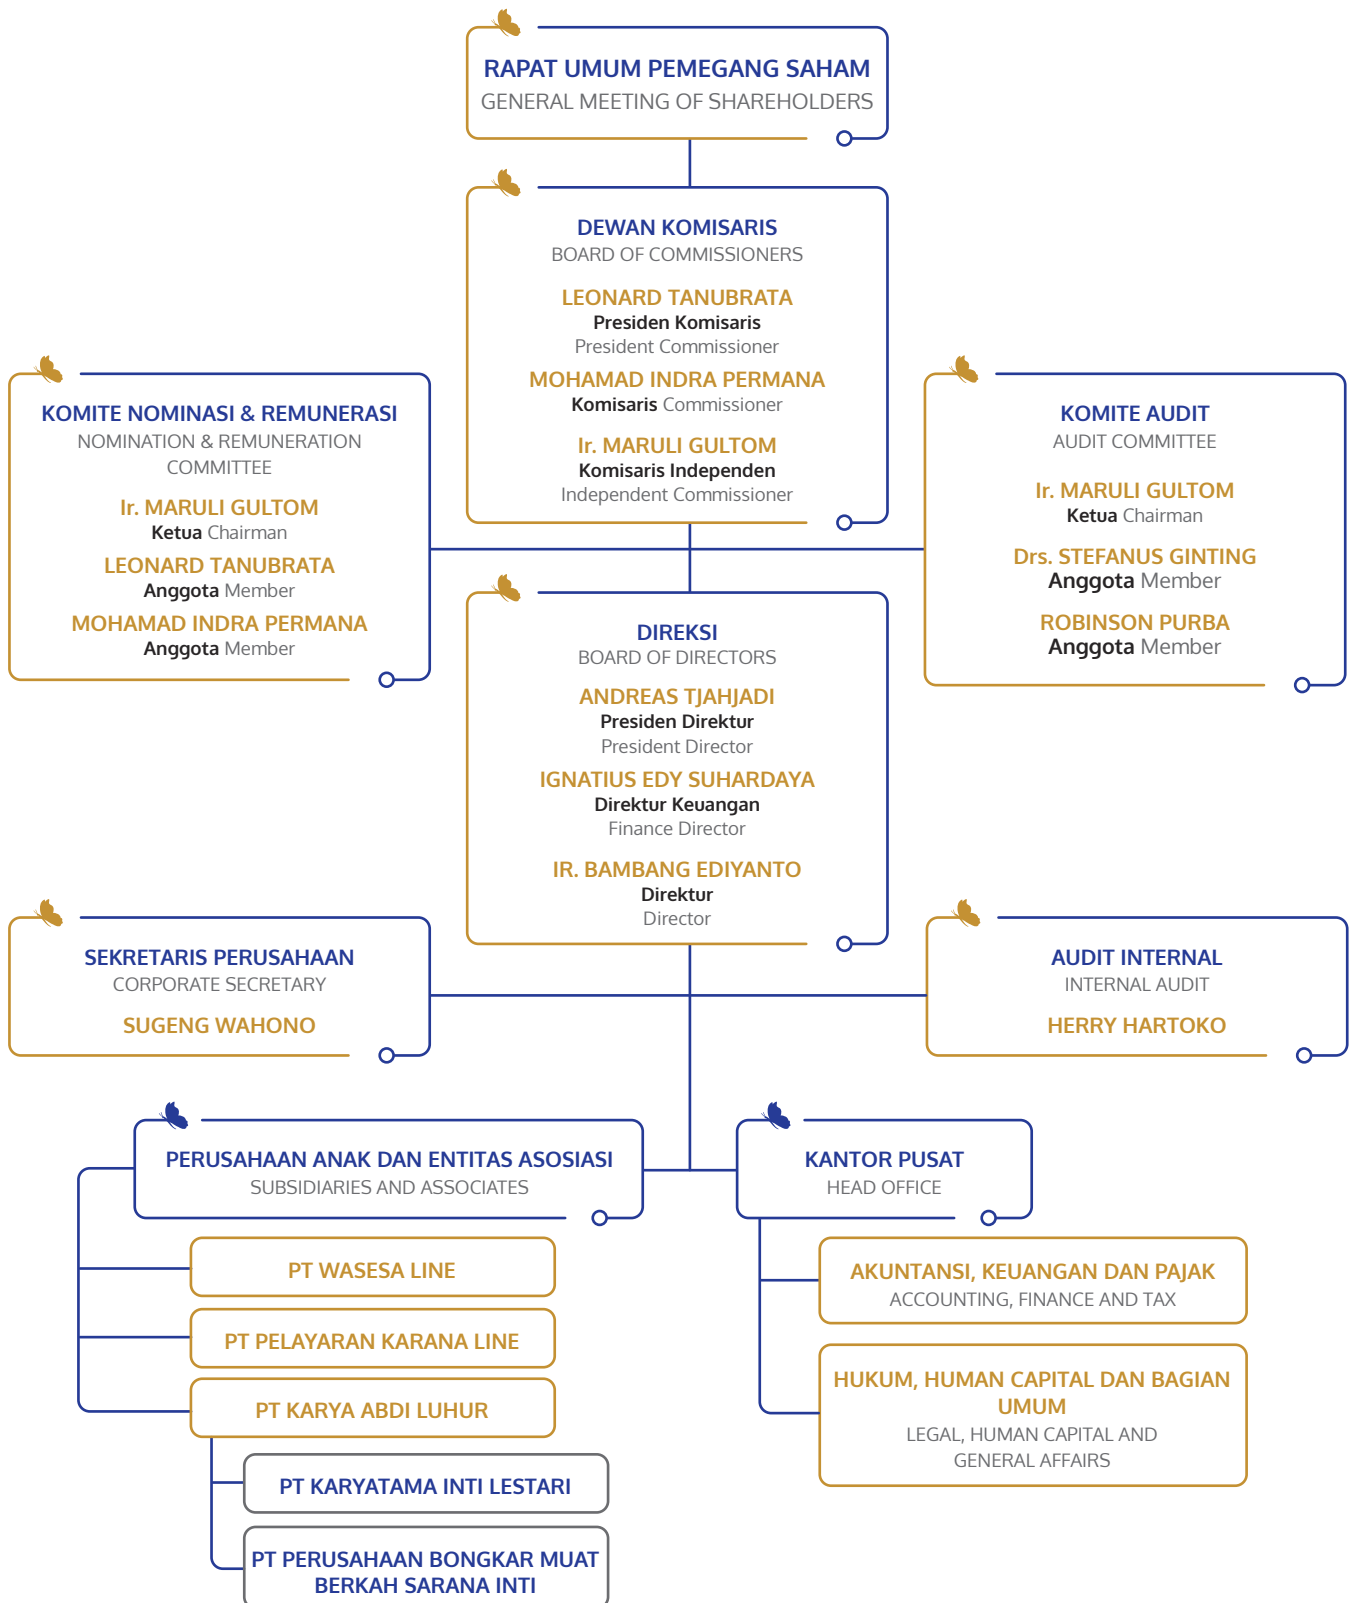 RAPAT UMUM PEMEGANG SAHAM
GENERAL MEETING OF SHAREHOLDERS
DEWAN KOMISARIS
BOARD OF COMMISSIONERS
LEONARD TANUBRATA
Presiden Komisaris
President Commissioner
MOHAMAD INDRA PERMANA
Komisaris Commissioner
Ir. MARULI GULTOM
Komisaris Independen
Independent Commissioner
KOMITE NOMINASI & REMUNERASI
NOMINATION & REMUNERATION
COMMITTEE
Ir. MARULI GULTOM
Ketua Chairman
LEONARD TANUBRATA
Anggota Member
MOHAMAD INDRA PERMANA
Anggota Member
KOMITE AUDIT
AUDIT COMMITTEE
Ir. MARULI GULTOM
Ketua Chairman
Drs. STEFANUS GINTING
Anggota Member
ROBINSON PURBA
Anggota Member
DIREKSI
BOARD OF DIRECTORS
ANDREAS TJAHJADI
Presiden Direktur
President Director
IGNATIUS EDY SUHARDAYA
Direktur Keuangan
Finance Director
IR. BAMBANG EDIYANTO
Direktur
Director
SEKRETARIS PERUSAHAAN
CORPORATE SECRETARY
SUGENG WAHONO
AUDIT INTERNAL
INTERNAL AUDIT
HERRY HARTOKO
PERUSAHAAN ANAK DAN ENTITAS ASOSIASI
SUBSIDIARIES AND ASSOCIATES
PT WASESA LINE
PT PELAYARAN KARANA LINE
PT KARYA ABDI LUHUR
PT KARYATAMA INTI LESTARI
PT PERUSAHAAN BONGKAR MUAT
BERKAH SARANA INTI
KANTOR PUSAT
HEAD OFFICE
AKUNTANSI, KEUANGAN DAN PAJAK
ACCOUNTING, FINANCE AND TAX
HUKUM, HUMAN CAPITAL DAN BAGIAN
UMUM
LEGAL, HUMAN CAPITAL AND
GENERAL AFFAIRS